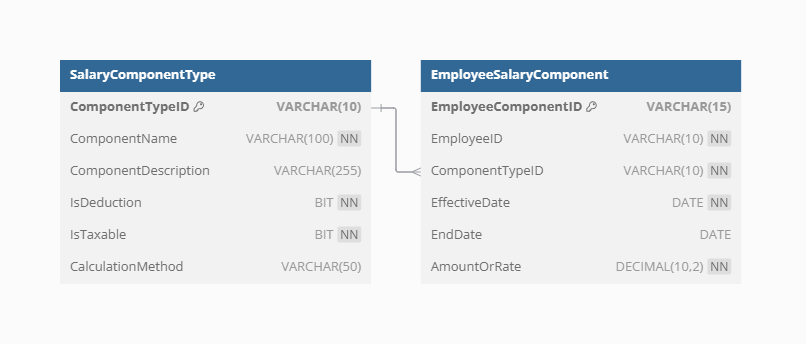 SalaryComponentType
ComponentTypeID VARCHAR(10)
ComponentName VARCHAR(100) NN
ComponentDescription VARCHAR(255)
IsDeduction BIT NN
IsTaxable BIT NN
CalculationMethod VARCHAR(50)
EmployeeSalaryComponent
EmployeeComponentID VARCHAR(15)
EmployeeID VARCHAR(10) NN
ComponentTypeID VARCHAR(10) NN
EffectiveDate DATE NN
EndDate DATE
AmountOrRate DECIMAL(10,2) NN